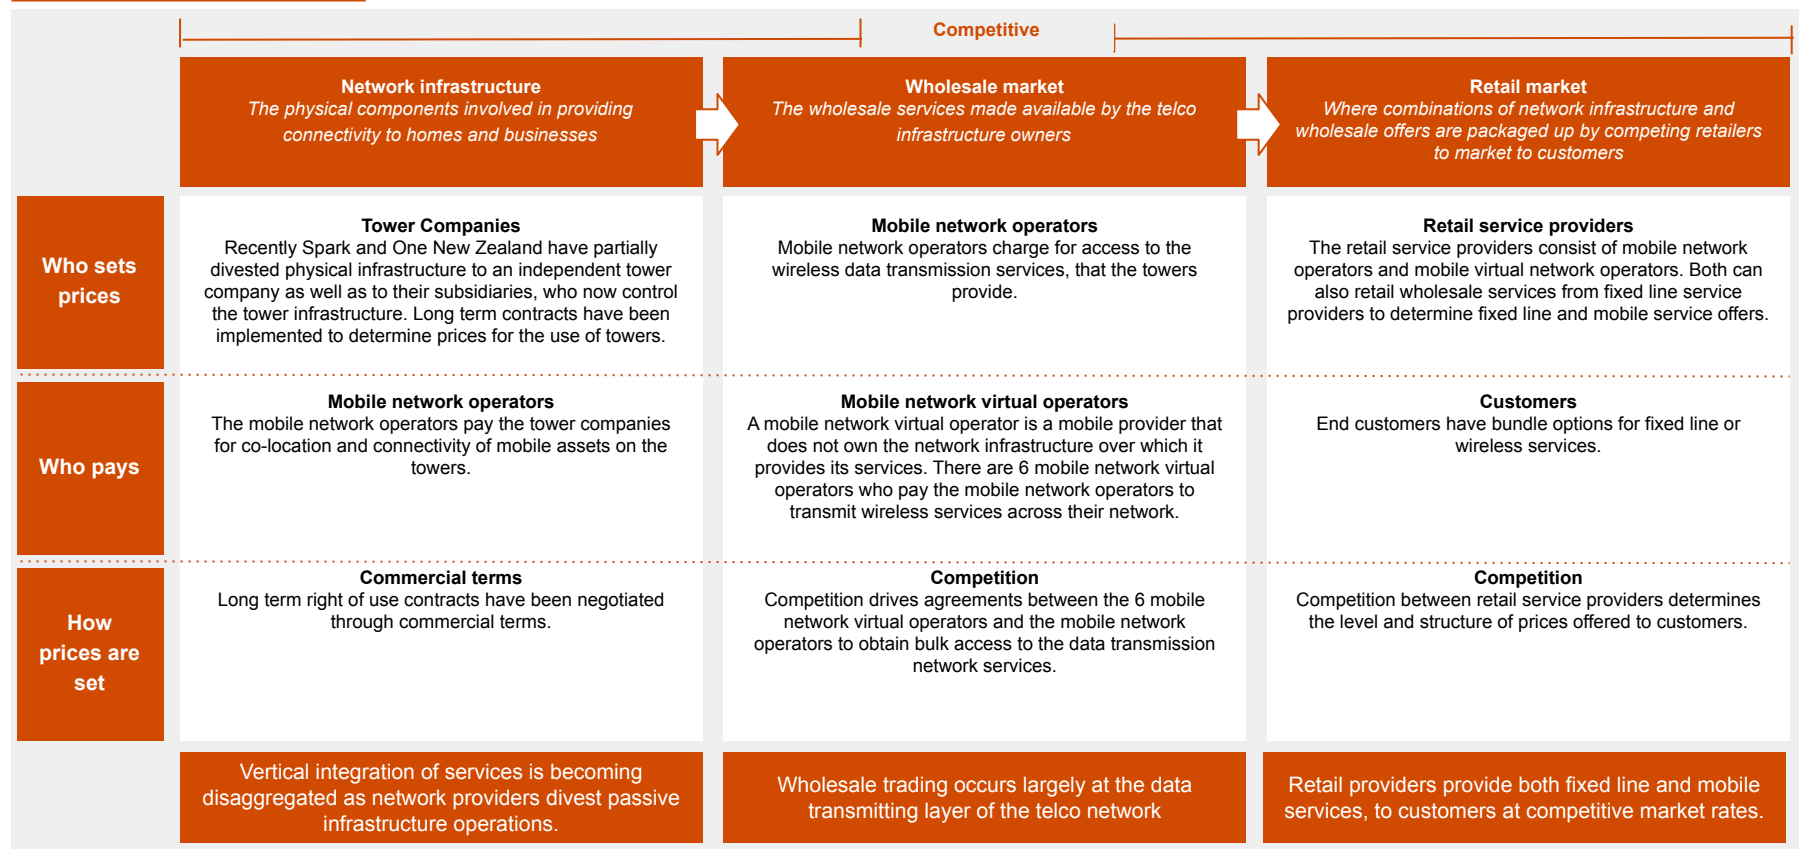 Competitive
Network infrastructure
The physical components involved in providing
connectivity to homes and businesses
Wholesale market
The wholesale services made available by the telco
infrastructure owners
Retail market
Where combinations of network infrastructure and
wholesale offers are packaged up by competing retailers
to market to customers
Who sets
prices
Tower Companies
Recently Spark and One New Zealand have partially
divested physical infrastructure to an independent tower
company as well as to their subsidiaries, who now control
the tower infrastructure. Long term contracts have been
implemented to determine prices for the use of towers.
Mobile network operators
Mobile network operators charge for access to the
wireless data transmission services, that the towers
provide.
Retail service providers
The retail service providers consist of mobile network
operators and mobile virtual network operators. Both can
also retail wholesale services from fixed line service
providers to determine fixed line and mobile service offers.
Who pays
Mobile network operators
The mobile network operators pay the tower companies
for co-location and connectivity of mobile assets on the
towers.
Mobile network virtual operators
A mobile network virtual operator is a mobile provider that
does not own the network infrastructure over which it
provides its services. There are 6 mobile network virtual
operators who pay the mobile network operators to
transmit wireless services across their network.
Customers
End customers have bundle options for fixed line or
wireless services.
How
prices are
set
Commercial terms
Long term right of use contracts have been negotiated
through commercial terms.
Competition
Competition drives agreements between the 6 mobile
network virtual operators and the mobile network
operators to obtain bulk access to the data transmission
network services.
Competition
Competition between retail service providers determines
the level and structure of prices offered to customers.
Vertical integration of services is becoming
disaggregated as network providers divest passive
infrastructure operations.
Wholesale trading occurs largely at the data
transmitting layer of the telco network
Retail providers provide both fixed line and mobile
services, to customers at competitive market rates.